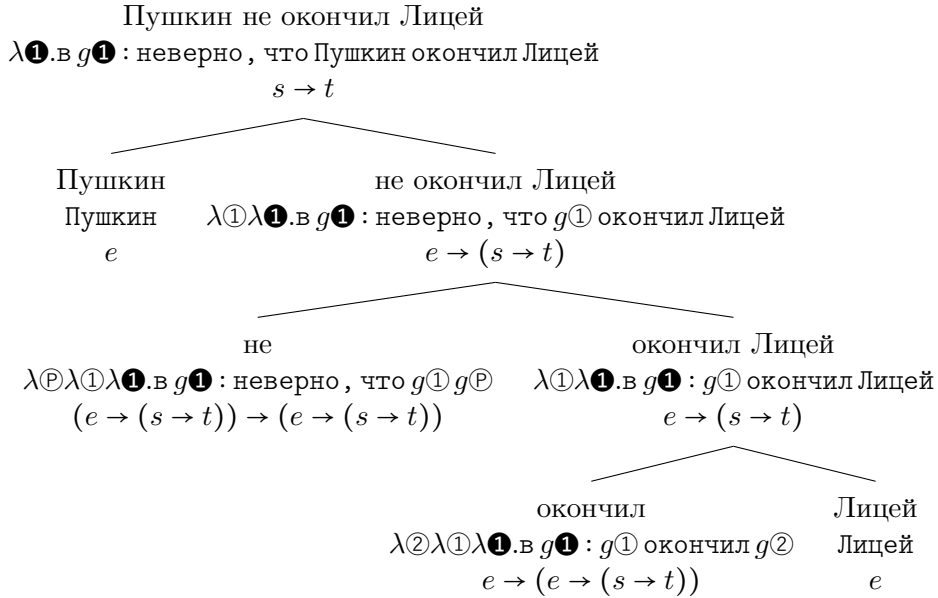 Пушкин не окончил Лицей
λ❶.в g❶ : неверно, что Пушкин окончил Лицей
s → t
Пушкин не окончил Лицей
Пушкин λ①λ❶.в g❶ : неверно, что g① окончил Лицей
e e → (s → t)
не окончил Лицей
λⓅλ①λ❶.в g❶ : неверно, что g① gⓅ λ①λ❶.в g❶ : g① окончил Лицей
(e → (s → t)) → (e → (s → t)) e → (s → t)
окончил Лицей
λ②λ①λ❶.в g❶ : g① окончил g② Лицей
e → (e → (s → t)) e